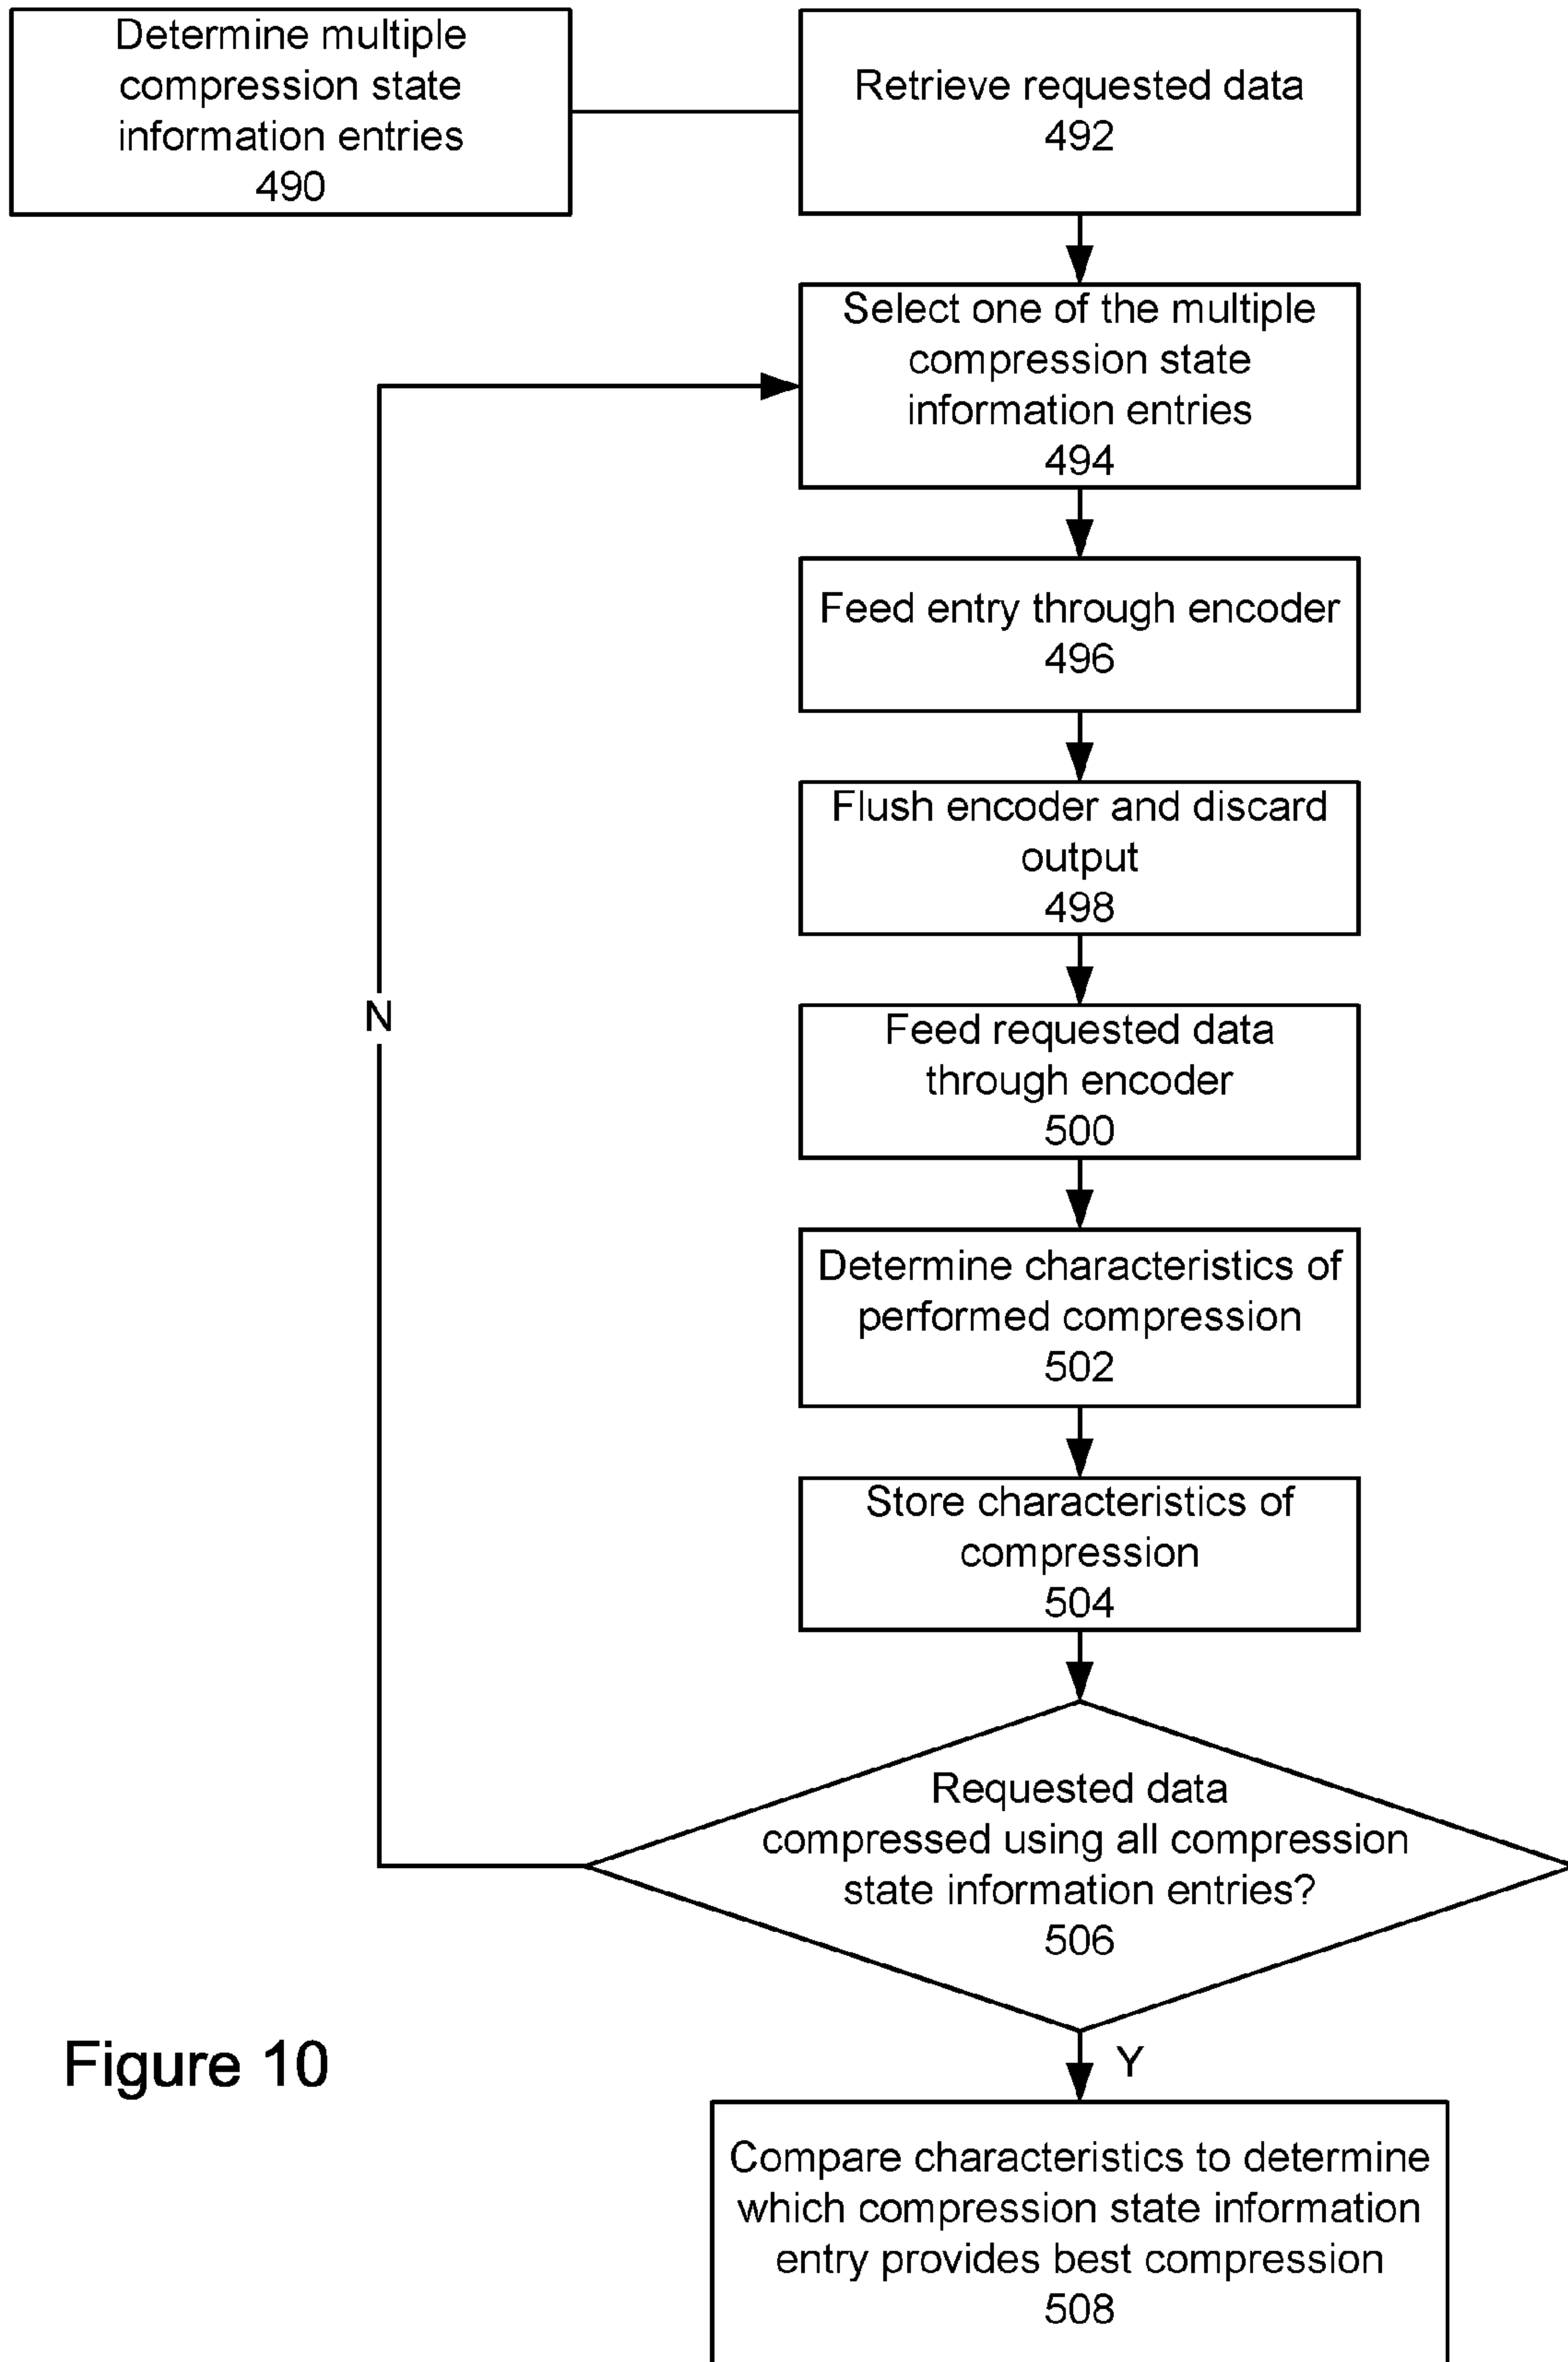 Determine multiple
compression state
information entries
490
Retrieve requested data
492
Select one of the multiple
compression state
information entries
494
Feed entry through encoder
496
Flush encoder and discard
output
498
N
Feed requested data
through encoder
500
Determine characteristics of
performed compression
502
Store characteristics of
compression
504
Requested data
compressed using all compression
state information entries?
506
Y
Figure 10
Compare characteristics to determine
which compression state information
entry provides best compression
508